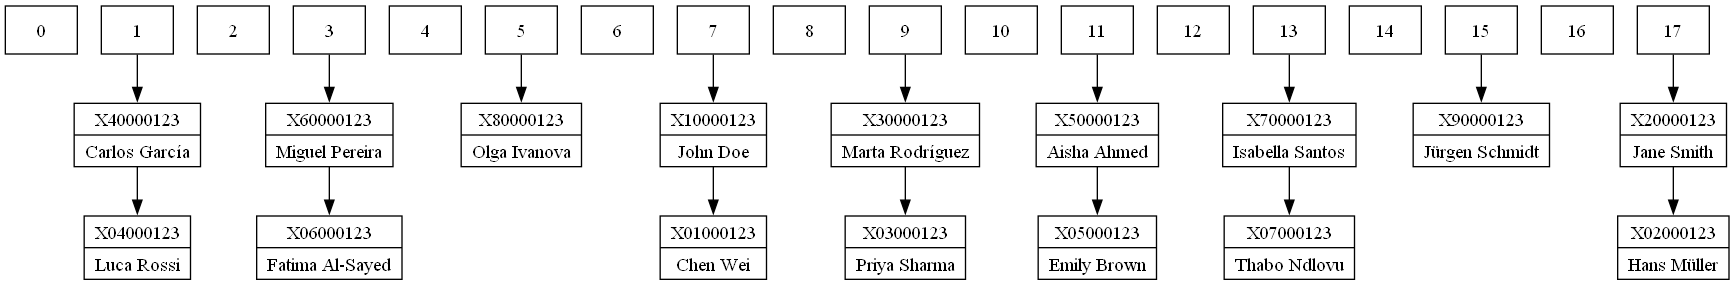 0 1 2 3 4 5 6 7 8 9 10 11 12 13 14 15 16 17
X40000123 X60000123 X80000123 X10000123 X30000123 X50000123 X70000123 X90000123 X20000123
Carlos García Miguel Pereira Olga Ivanova John Doe Marta Rodríguez Aisha Ahmed Isabella Santos Jürgen Schmidt Jane Smith
X04000123 X06000123 X01000123 X03000123 X05000123 X07000123 X02000123
Luca Rossi Fatima Al-Sayed Chen Wei Priya Sharma Emily Brown Thabo Ndlovu Hans Müller